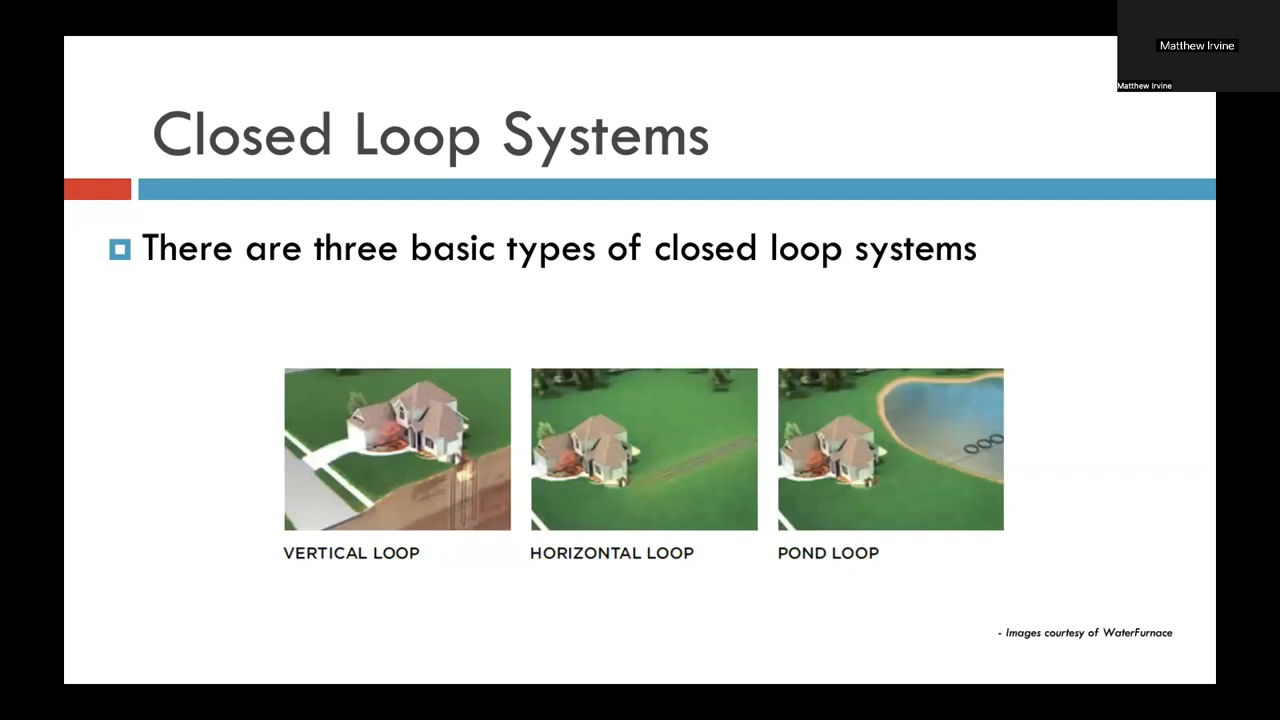 Matthew Irvine
Matthew Irvine
Closed Loop Systems
There are three basic types of closed loop systems
VERTICAL LOOP
HORIZONTAL LOOP
POND LOOP
- Images courtesy of WaterFurnace